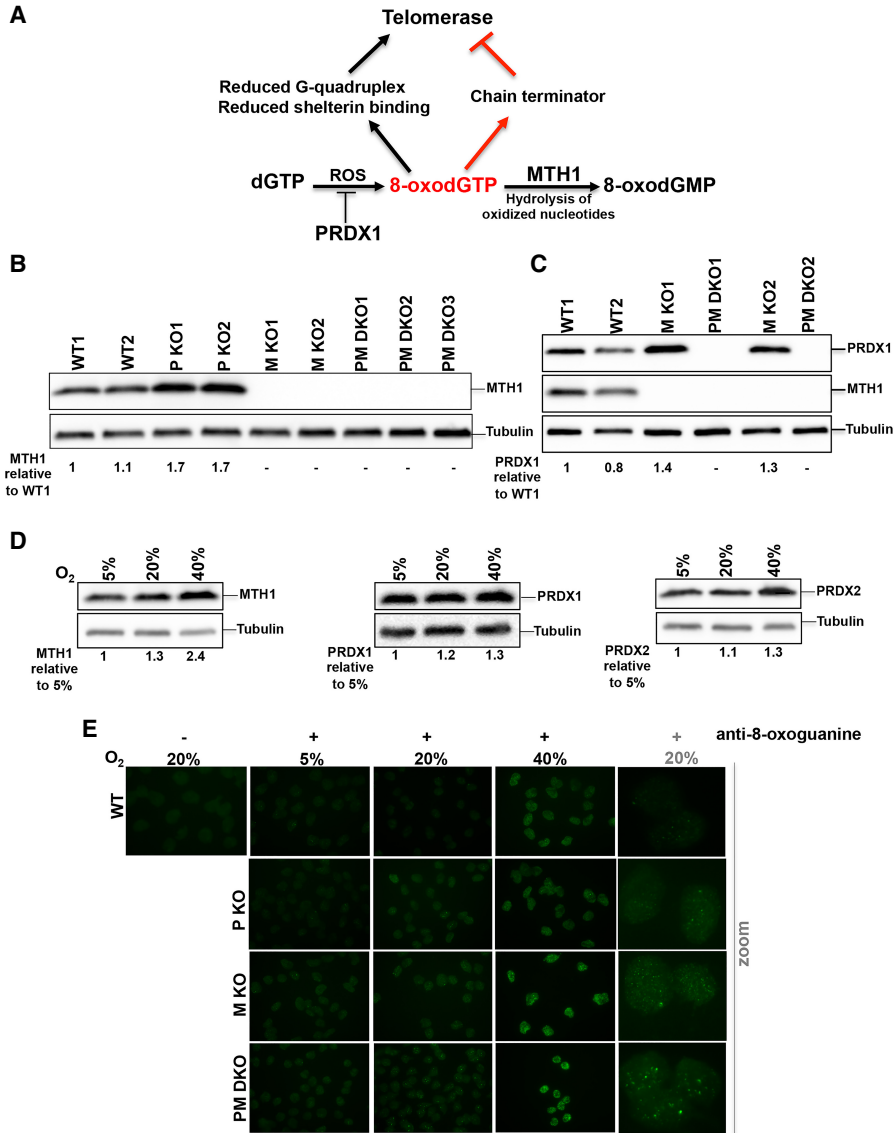 A
Telomerase
Reduced G-quadruplex
Reduced shelterin binding
Chain terminator
dGTP ROS 8-oxodGTP MTH1 8-oxodGMP
Hydrolysis of
oxidized nucleotides
PRDX1
B
WT1 WT2 P KO1 P KO2 M KO1 M KO2 PM DKO1 PM DKO2 PM DKO3
MTH1
Tubulin
MTH1
relative
to WT1
1 1.1 1.7 1.7 - - - - -
C
WT1 WT2 M KO1 PM DKO1 M KO2 PM DKO2
PRDX1
MTH1
Tubulin
PRDX1
relative
to WT1
1 0.8 1.4 - 1.3 -
D
O2 5% 20% 40%
MTH1
Tubulin
MTH1
relative
to 5%
1 1.3 2.4
5% 20% 40%
PRDX1
Tubulin
PRDX1
relative
to 5%
1 1.2 1.3
5% 20% 40%
PRDX2
Tubulin
PRDX2
relative
to 5%
1 1.1 1.3
E
- + + + + anti-8-oxoguanine
O2 20% 5% 20% 40% 20%
WT
P KO
M KO
PM DKO
zoom